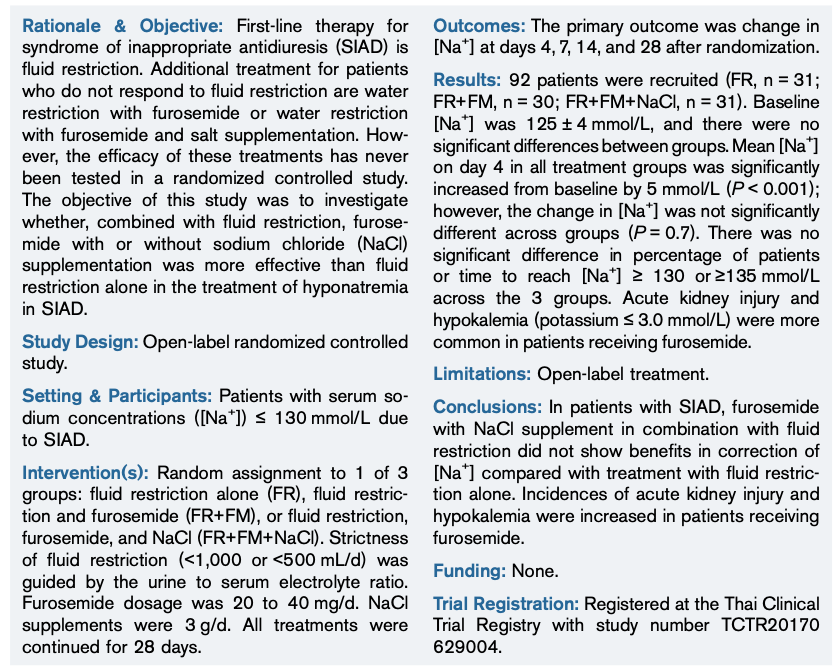 Rationale & Objective: First-line therapy for
syndrome of inappropriate antidiuresis (SIAD) is
fluid restriction. Additional treatment for patients
who do not respond to fluid restriction are water
restriction with furosemide or water restriction
with furosemide and salt supplementation. How-
ever, the efficacy of these treatments has never
been tested in a randomized controlled study.
The objective of this study was to investigate
whether, combined with fluid restriction, furose-
mide with or without sodium chloride (NaCl)
supplementation was more effective than fluid
restriction alone in the treatment of hyponatremia
in SIAD.
Study Design: Open-label randomized controlled
study.
Setting & Participants: Patients with serum so-
dium concentrations ([Na⁺]) ≤ 130 mmol/L due
to SIAD.
Intervention(s): Random assignment to 1 of 3
groups: fluid restriction alone (FR), fluid restric-
tion and furosemide (FR+FM), or fluid restriction,
furosemide, and NaCl (FR+FM+NaCl). Strictness
of fluid restriction (<1,000 or <500 mL/d) was
guided by the urine to serum electrolyte ratio.
Furosemide dosage was 20 to 40 mg/d. NaCl
supplements were 3 g/d. All treatments were
continued for 28 days.
Outcomes: The primary outcome was change in
[Na⁺] at days 4, 7, 14, and 28 after randomization.
Results: 92 patients were recruited (FR, n = 31;
FR+FM, n = 30; FR+FM+NaCl, n = 31). Baseline
[Na⁺] was 125 ± 4 mmol/L, and there were no
significant differences between groups. Mean [Na⁺]
on day 4 in all treatment groups was significantly
increased from baseline by 5 mmol/L (P < 0.001);
however, the change in [Na⁺] was not significantly
different across groups (P = 0.7). There was no
significant difference in percentage of patients
or time to reach [Na⁺] ≥ 130 or ≥135 mmol/L
across the 3 groups. Acute kidney injury and
hypokalemia (potassium ≤ 3.0 mmol/L) were more
common in patients receiving furosemide.
Limitations: Open-label treatment.
Conclusions: In patients with SIAD, furosemide
with NaCl supplement in combination with fluid
restriction did not show benefits in correction of
[Na⁺] compared with treatment with fluid restric-
tion alone. Incidences of acute kidney injury and
hypokalemia were increased in patients receiving
furosemide.
Funding: None.
Trial Registration: Registered at the Thai Clinical
Trial Registry with study number TCTR20170
629004.